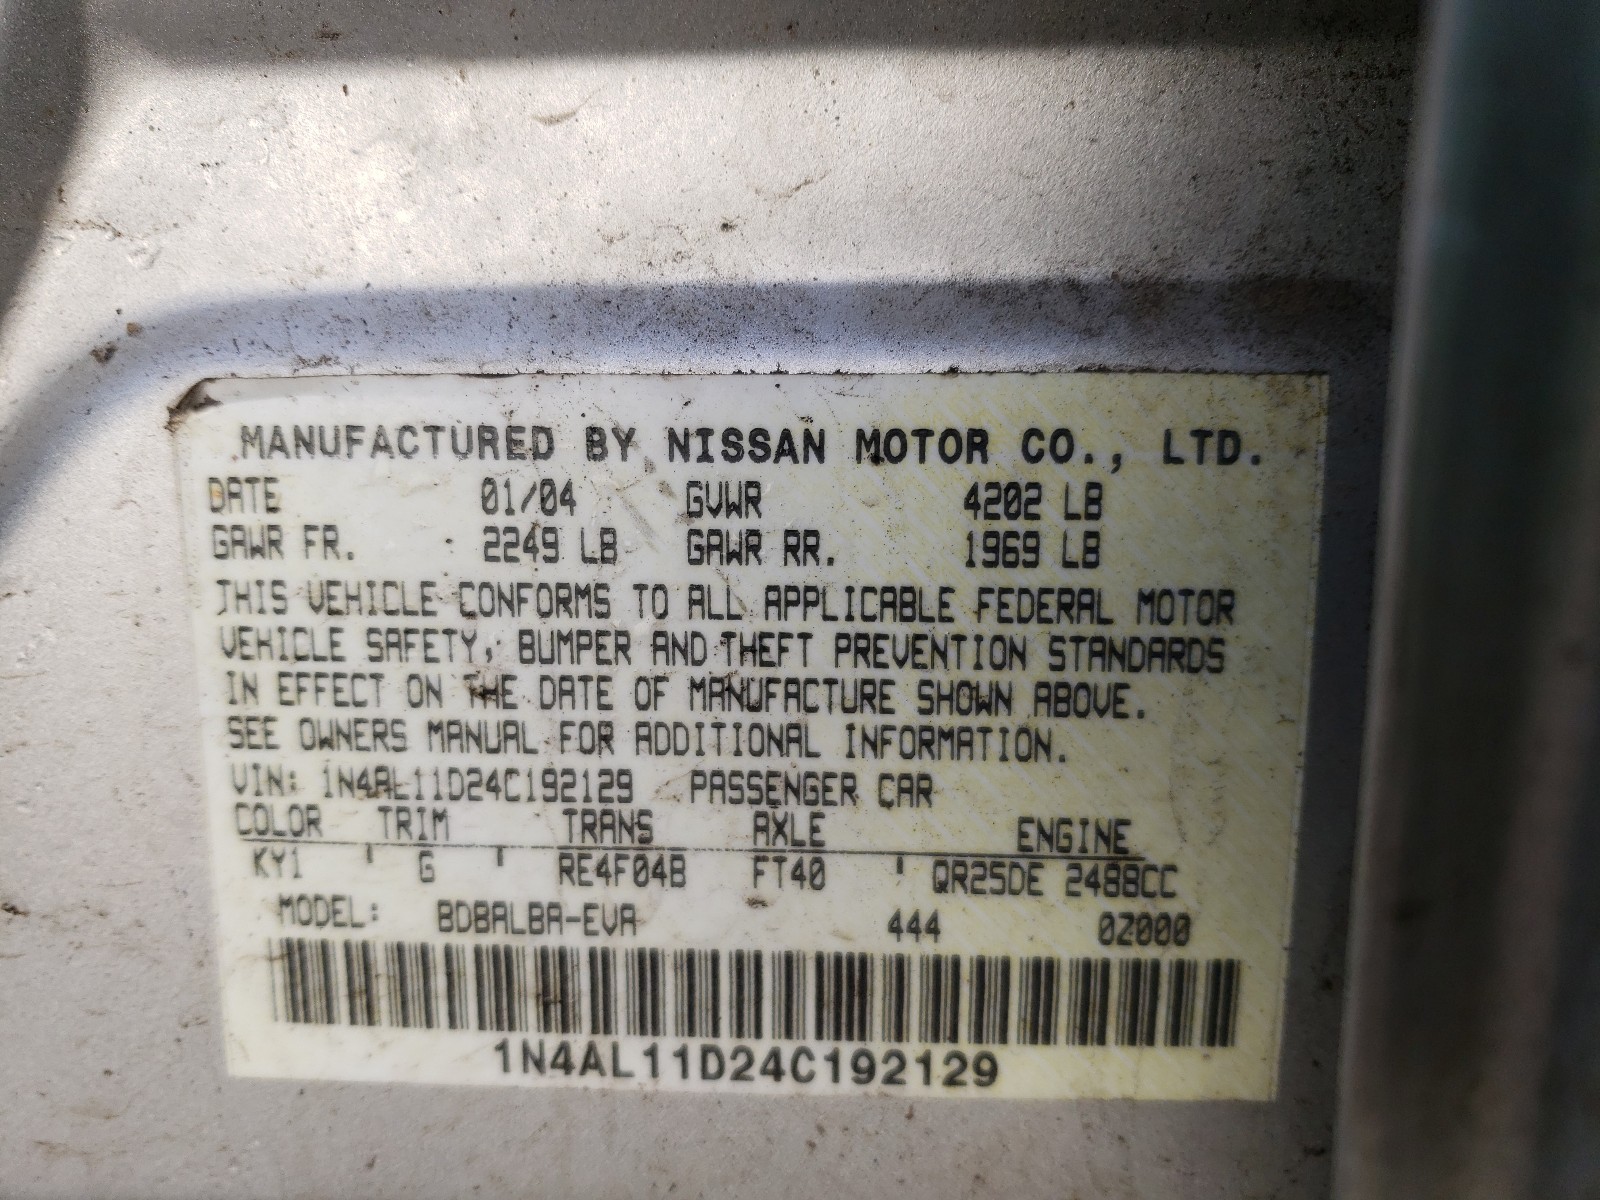 MANUFACTURED BY NISSAN MOTOR CO., LTD.
DATE 01/04 GVWR 4202 LB
GAWR FR. 2249 LB GAWR RR. 1969 LB
THIS VEHICLE CONFORMS TO ALL APPLICABLE FEDERAL MOTOR
VEHICLE SAFETY, BUMPER AND THEFT PREVENTION STANDARDS
IN EFFECT ON THE DATE OF MANUFACTURE SHOWN ABOVE.
SEE OWNERS MANUAL FOR ADDITIONAL INFORMATION.
VIN: 1N4AL11D24C192129 PASSENGER CAR
COLOR TRIM TRANS AXLE ENGINE
KY1 G RE4F04B FT40 QR25DE 2488CC
MODEL: BDBALBA-EVA 444 02000
1N4AL11D24C192129